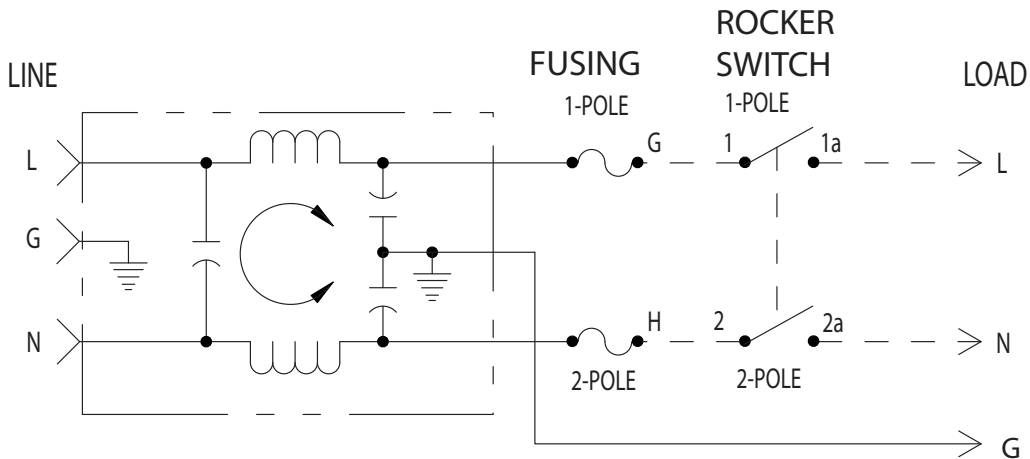 LINE
FUSING
1-POLE
ROCKER
SWITCH
1-POLE
LOAD
L
G
1
1a
L
G
N
H
2
2a
N
2-POLE
2-POLE
G